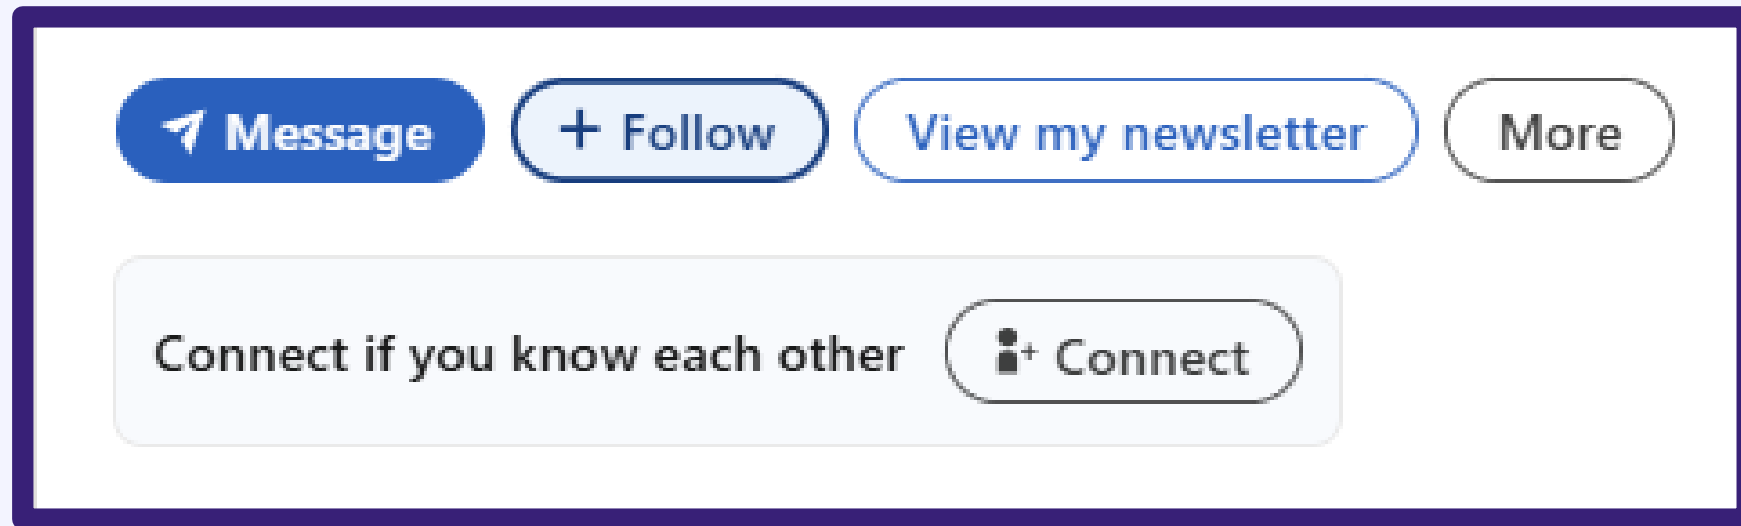 Message + Follow View my newsletter More
Connect if you know each other Connect